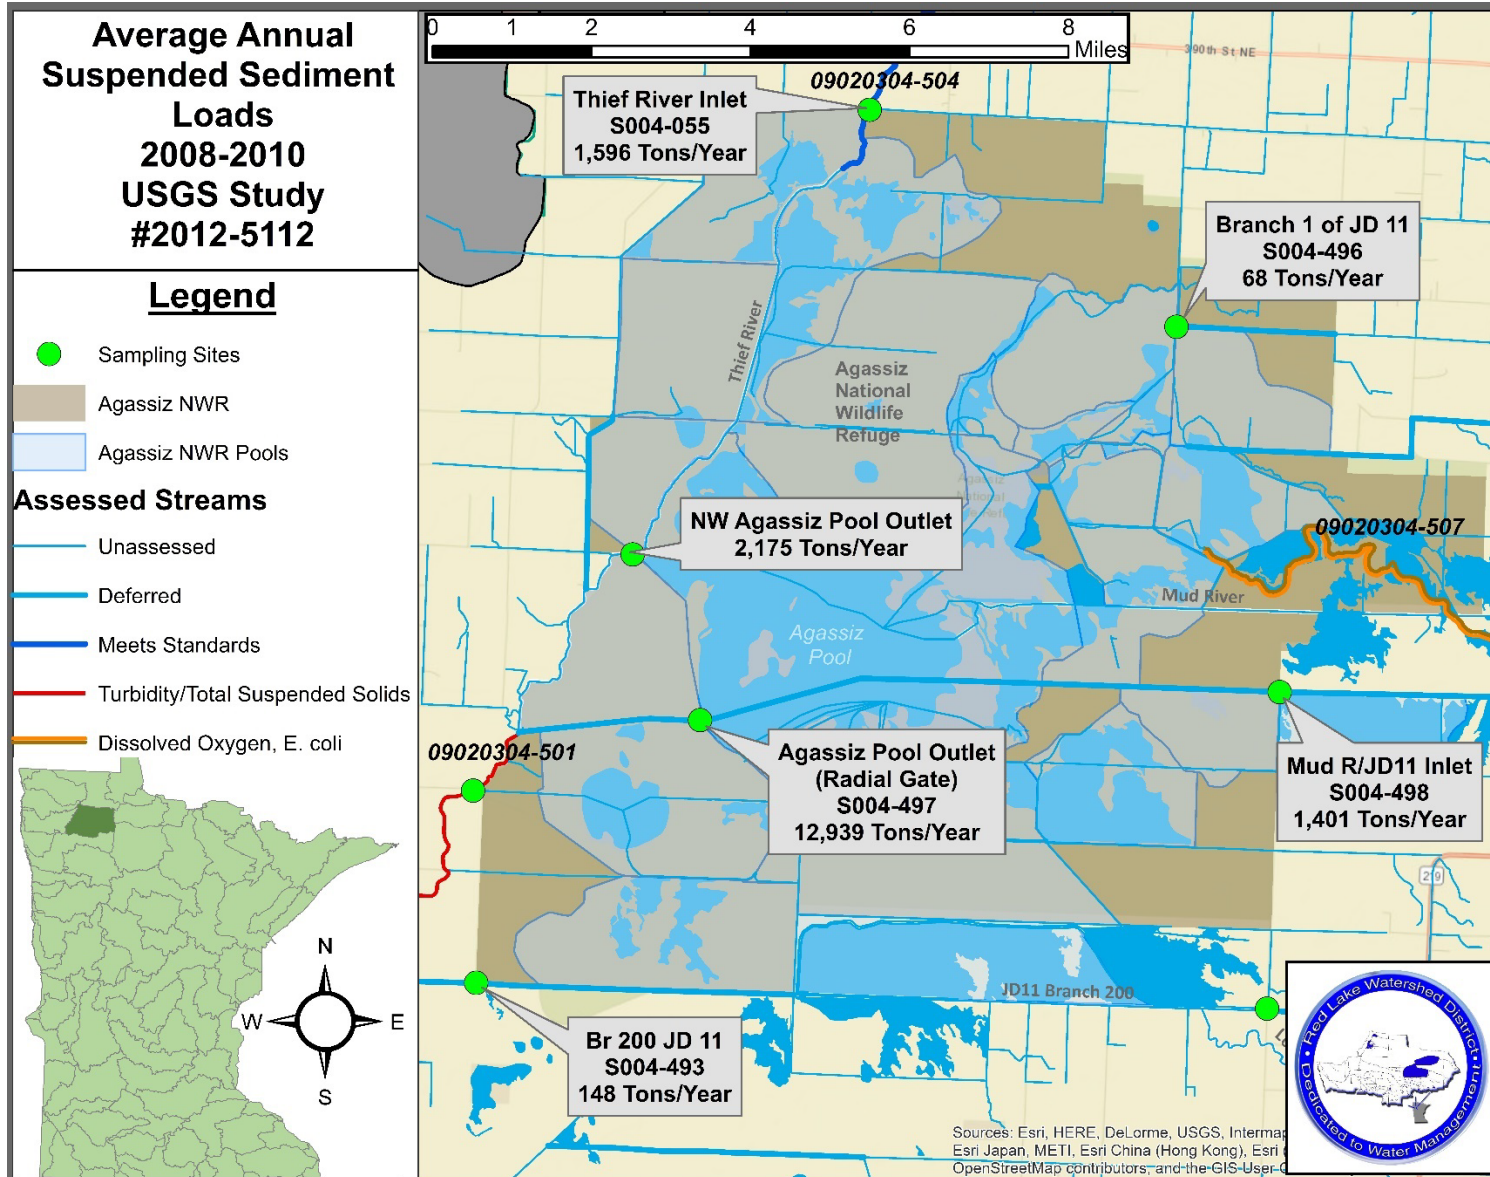 Average Annual
Suspended Sediment
Loads
2008-2010
USGS Study
#2012-5112
Legend
Sampling Sites
Agassiz NWR
Agassiz NWR Pools
Assessed Streams
Unassessed
Deferred
Meets Standards
Turbidity/Total Suspended Solids
Dissolved Oxygen, E. coli
N
W
E
S
0 1 2 4 6 8
Miles
390th St NE
09020304-504
Thief River Inlet
S004-055
1,596 Tons/Year
Branch 1 of JD 11
S004-496
68 Tons/Year
Thief River
Agassiz
National
Wildlife
Refuge
Agassiz
National
NW Agassiz Pool Outlet
2,175 Tons/Year
09020304-507
Mud River
Agassiz
Pool
09020304-501
Agassiz Pool Outlet
(Radial Gate)
S004-497
12,939 Tons/Year
Mud R/JD11 Inlet
S004-498
1,401 Tons/Year
219
JD11 Branch 200
Br 200 JD 11
S004-493
148 Tons/Year
Sources: Esri, HERE, DeLorme, USGS, Intermap
Esri Japan, METI, Esri China (Hong Kong), Esri
OpenStreetMap contributors, and the GIS User
Red Lake Watershed District
Dedicated to Water Management